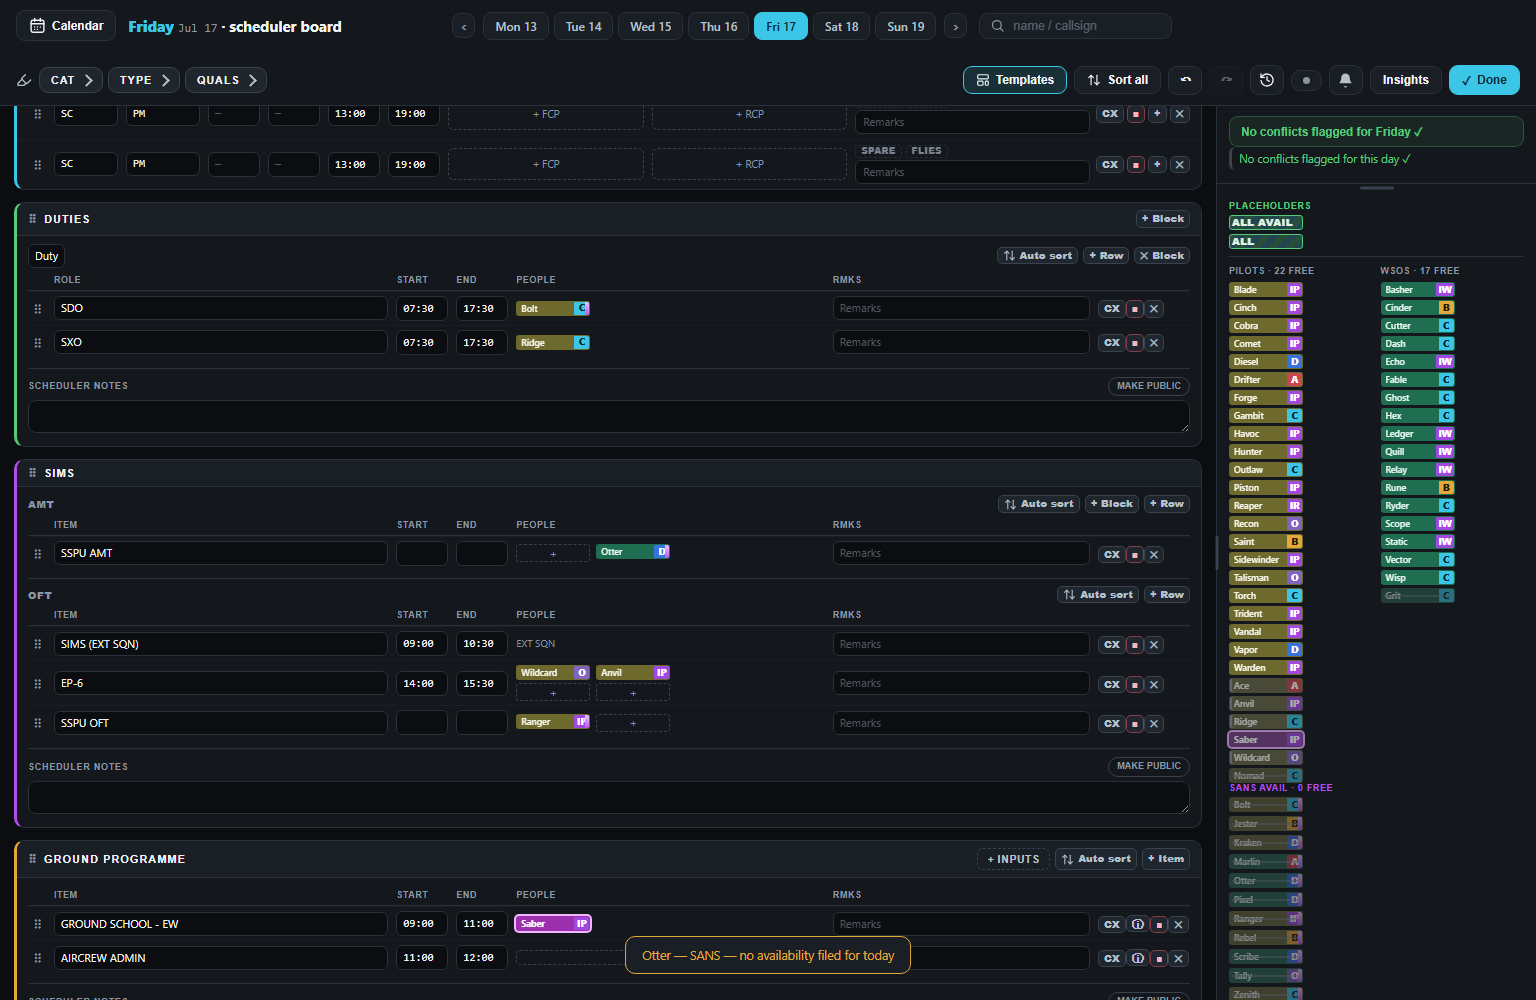 Calendar
Friday Jul 17 · scheduler board
‹ Mon 13 Tue 14 Wed 15 Thu 16 Fri 17 Sat 18 Sun 19 › name / callsign
CAT TYPE QUALS
Templates Sort all Insights ✓ Done
SC PM – – 13:00 19:00 + FCP + RCP Remarks CX + ✕
SC PM – – 13:00 19:00 + FCP + RCP SPARE FLIES Remarks CX + ✕
DUTIES + Block
Duty Auto sort + Row ✕ Block
ROLE START END PEOPLE RMKS
SDO 07:30 17:30 Bolt C Remarks CX ✕
SXO 07:30 17:30 Ridge C Remarks CX ✕
SCHEDULER NOTES MAKE PUBLIC
SIMS
AMT Auto sort + Block + Row
ITEM START END PEOPLE RMKS
SSPU AMT + Otter D Remarks CX ✕
OFT Auto sort + Row
ITEM START END PEOPLE RMKS
SIMS (EXT SQN) 09:00 10:30 EXT SQN Remarks CX ✕
EP-6 14:00 15:30 Wildcard O Anvil IP Remarks CX ✕
+ +
SSPU OFT Ranger IP + Remarks CX ✕
SCHEDULER NOTES MAKE PUBLIC
GROUND PROGRAMME + INPUTS Auto sort + Item
ITEM START END PEOPLE RMKS
GROUND SCHOOL - EW 09:00 11:00 Saber IP Remarks CX ✕
AIRCREW ADMIN 11:00 12:00 CX ✕
Otter — SANS — no availability filed for today
SCHEDULER NOTES MAKE PUBLIC
No conflicts flagged for Friday ✓
No conflicts flagged for this day ✓
PLACEHOLDERS
ALL AVAIL
ALL
PILOTS · 22 FREE
Blade IP
Cinch IP
Cobra IP
Comet IP
Diesel D
Drifter A
Forge IP
Gambit C
Havoc IP
Hunter IP
Outlaw C
Piston IP
Reaper IR
Recon O
Saint B
Sidewinder IP
Talisman O
Torch C
Trident IP
Vandal IP
Vapor D
Warden IP
Ace A
Anvil IP
Ridge C
Saber IP
Wildcard O
Nomad C
WSOS · 17 FREE
Basher IW
Cinder B
Cutter C
Dash C
Echo IW
Fable C
Ghost C
Hex C
Ledger IW
Quill IW
Relay IW
Rune B
Ryder C
Scope IW
Static IW
Vector C
Wisp C
Grit C
SANS AVAIL · 0 FREE
Bolt C
Jester B
Kraken D
Marlin A
Otter D
Pixel D
Ranger IP
Rebel B
Scribe D
Tally O
Zenith C